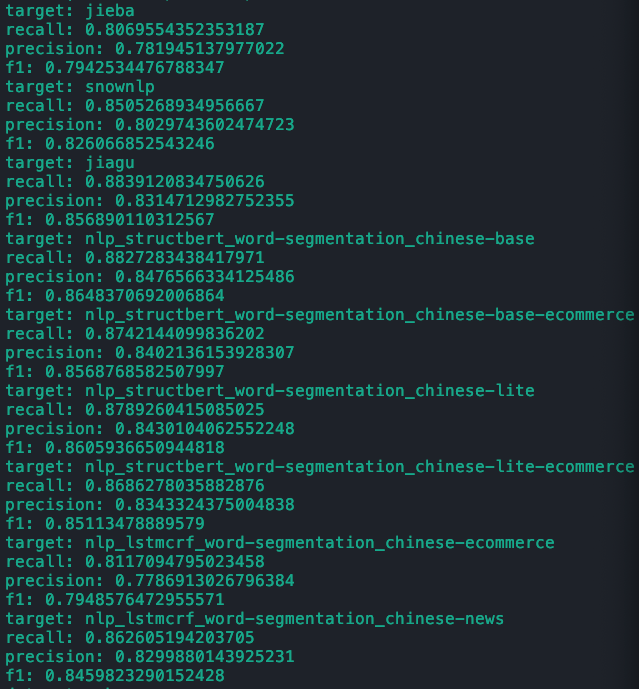 target: jieba
recall: 0.8069554352353187
precision: 0.781945137977022
f1: 0.7942534476788347
target: snownlp
recall: 0.8505268934956667
precision: 0.8029743602474723
f1: 0.826066852543246
target: jiagu
recall: 0.8839120834750626
precision: 0.8314712982752355
f1: 0.856890110312567
target: nlp_structbert_word-segmentation_chinese-base
recall: 0.8827283438417971
precision: 0.8476566334125486
f1: 0.8648370692006864
target: nlp_structbert_word-segmentation_chinese-base-ecommerce
recall: 0.8742144099836202
precision: 0.8402136153928307
f1: 0.8568768582507997
target: nlp_structbert_word-segmentation_chinese-lite
recall: 0.8789260415085025
precision: 0.8430104062552248
f1: 0.8605936650944818
target: nlp_structbert_word-segmentation_chinese-lite-ecommerce
recall: 0.8686278035882876
precision: 0.8343324375004838
f1: 0.85113478889579
target: nlp_lstmcrf_word-segmentation_chinese-ecommerce
recall: 0.8117094795023458
precision: 0.7786913026796384
f1: 0.7948576472955571
target: nlp_lstmcrf_word-segmentation_chinese-news
recall: 0.862605194203705
precision: 0.8299880143925231
f1: 0.8459823290152428